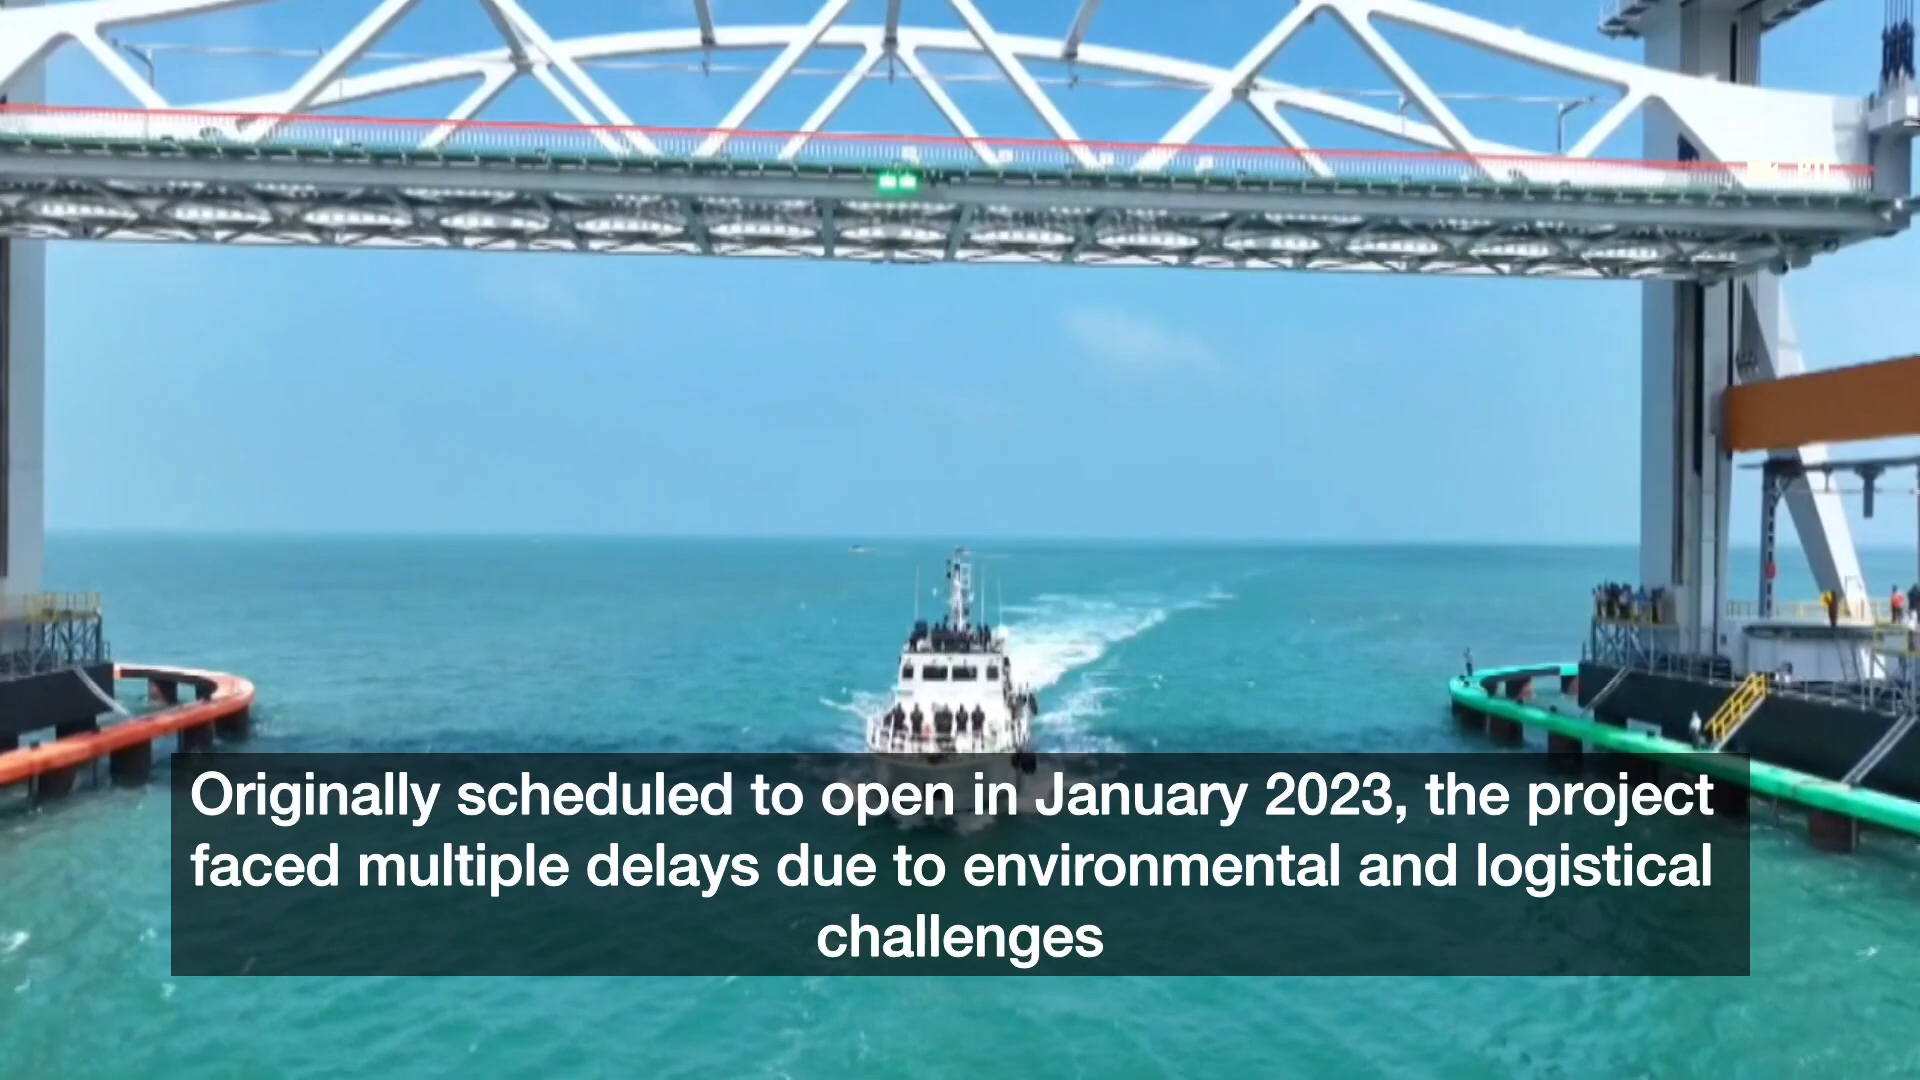 Originally scheduled to open in January 2023, the project
faced multiple delays due to environmental and logistical
challenges